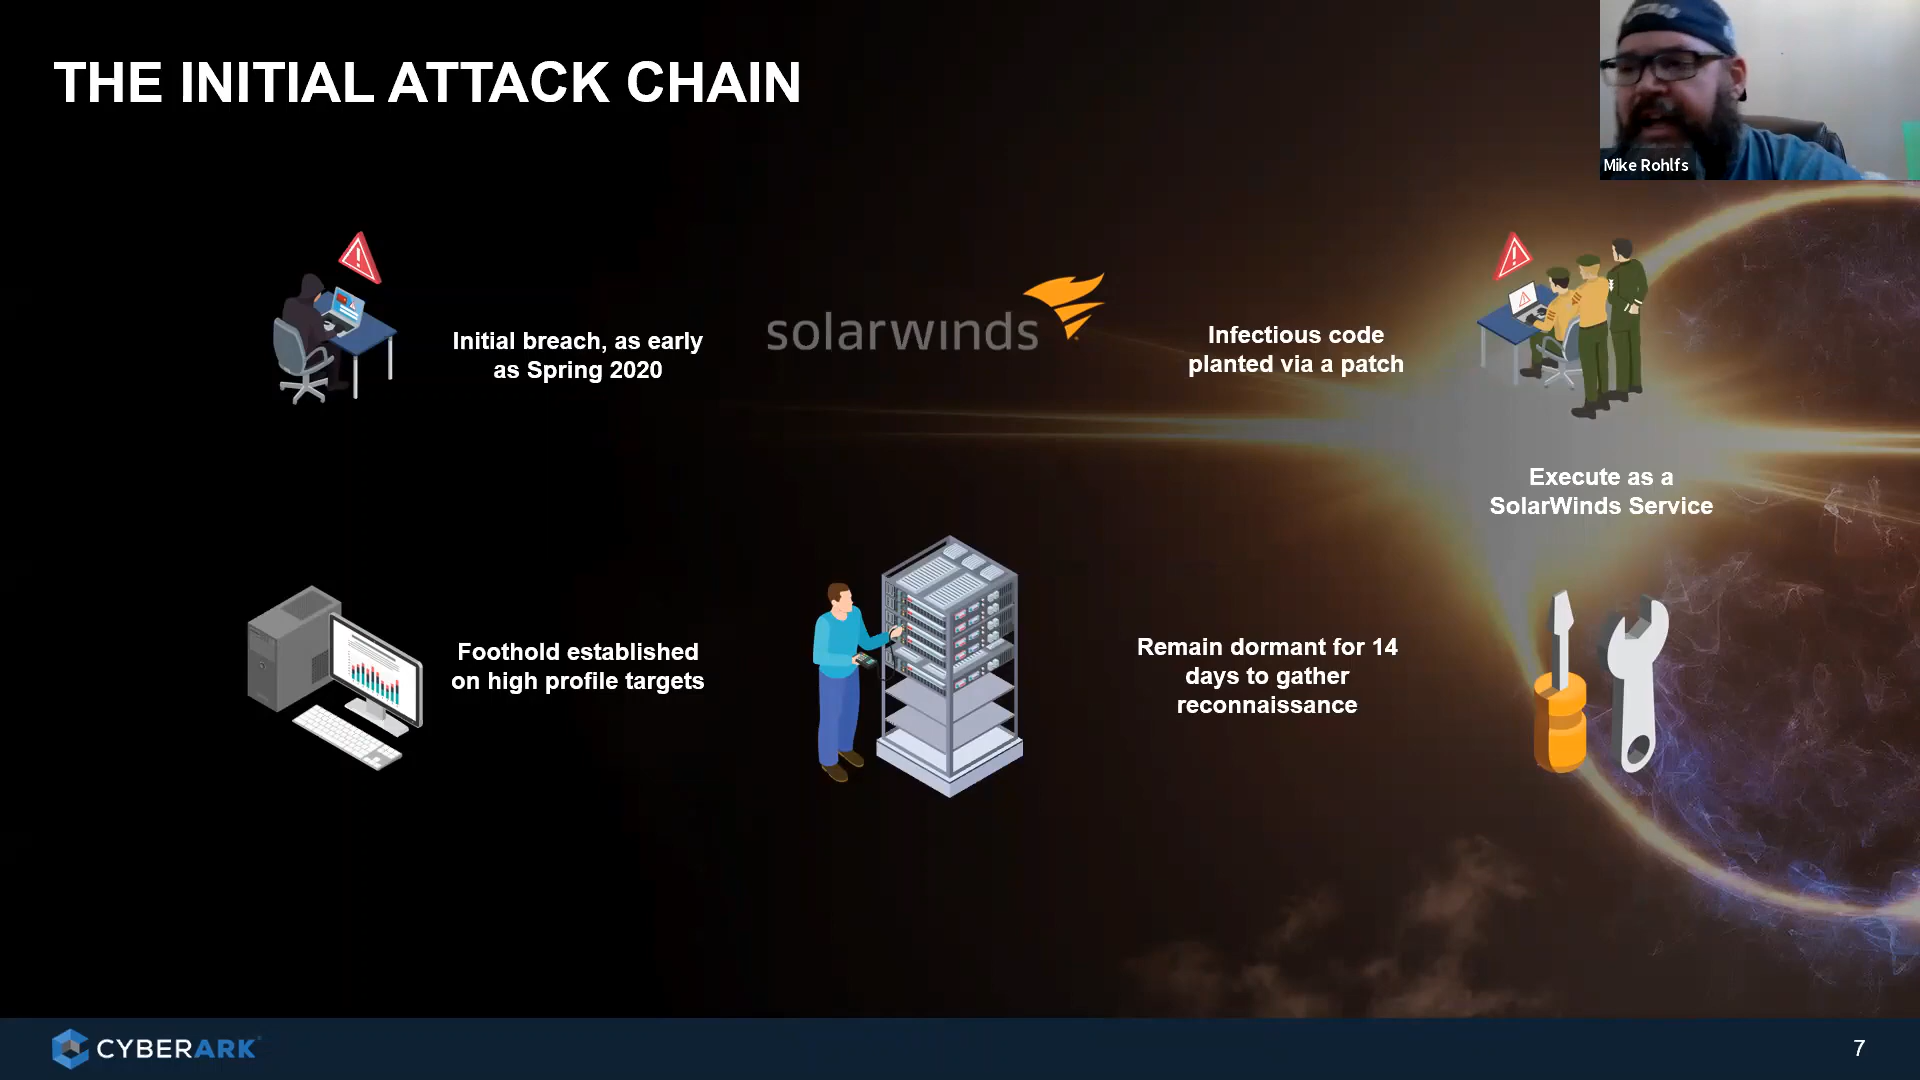 THE INITIAL ATTACK CHAIN
Mike Rohlfs
Initial breach, as early
as Spring 2020
solarwinds
Infectious code
planted via a patch
Execute as a
SolarWinds Service
Foothold established
on high profile targets
Remain dormant for 14
days to gather
reconnaissance
CYBERARK
7